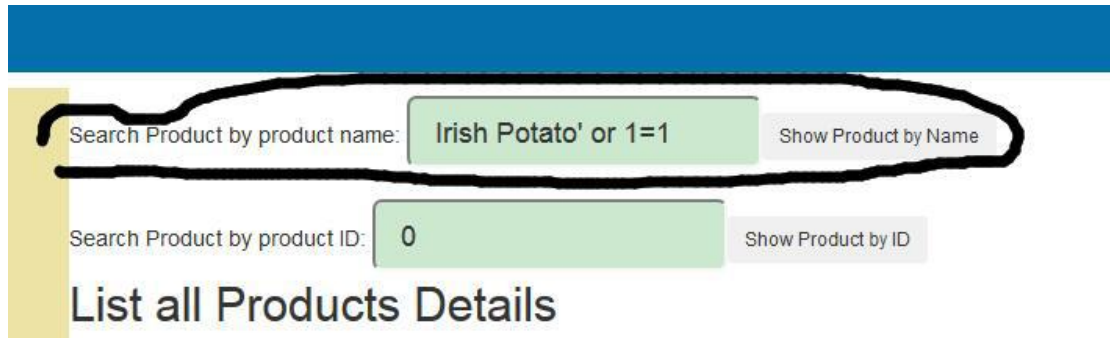 Search Product by product name: Irish Potato' or 1=1 Show Product by Name
Search Product by product ID: 0 Show Product by ID
List all Products Details